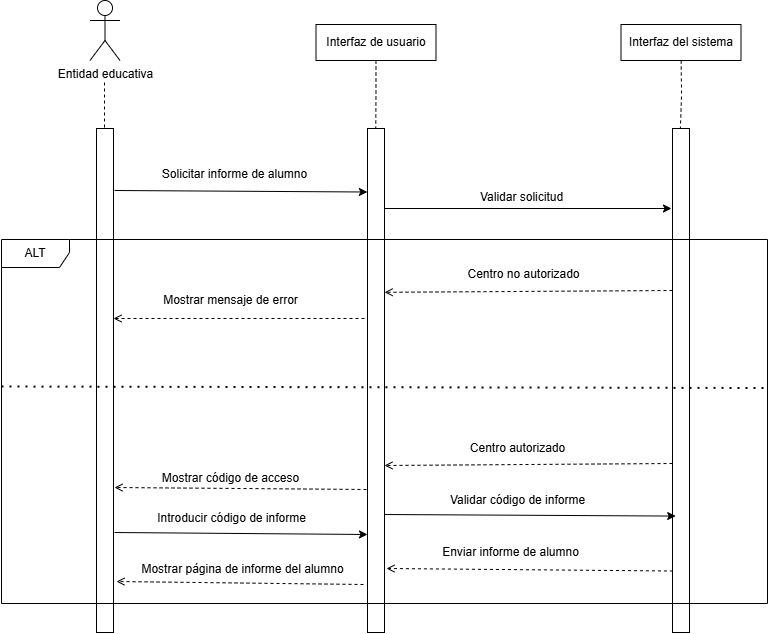 Entidad educativa
Interfaz de usuario
Interfaz del sistema
Solicitar informe de alumno
Validar solicitud
ALT
Centro no autorizado
Mostrar mensaje de error
Centro autorizado
Mostrar código de acceso
Validar código de informe
Introducir código de informe
Enviar informe de alumno
Mostrar página de informe del alumno